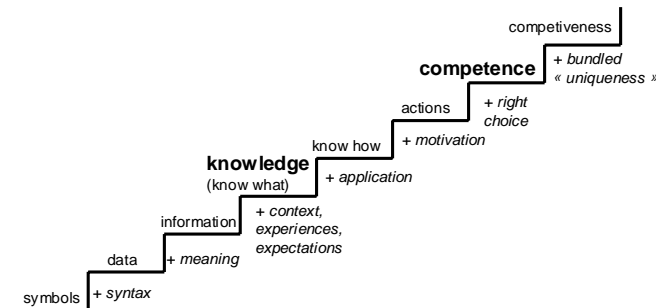 competiveness
+ bundled
« uniqueness »
competence
+ right
choice
actions
+ motivation
know how
+ application
knowledge
(know what)
+ context,
experiences,
expectations
information
+ meaning
data
+ syntax
symbols